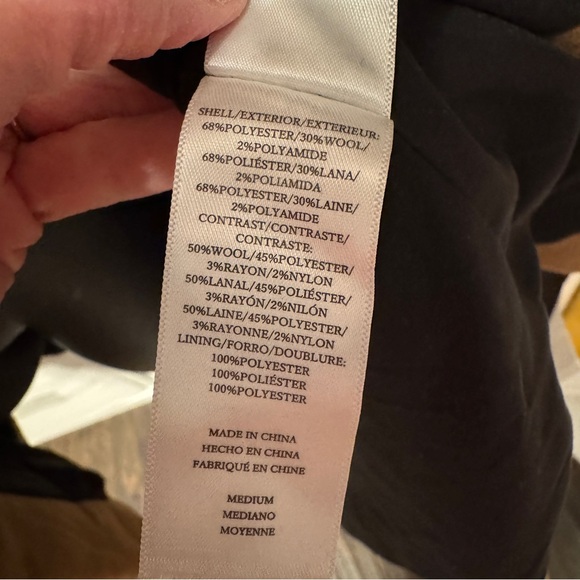 SHELL/EXTERIOR/EXTERIEUR:
68%POLYESTER/30%WOOL/
2%POLYAMIDE
68%POLIÉSTER/30%LANA/
2%POLIAMIDA
68%POLYESTER/30%LAINE/
2%POLYAMIDE
CONTRAST/CONTRASTE/
CONTRASTE:
50%WOOL/45%POLYESTER/
3%RAYON/2%NYLON
50%LANAL/45%POLIÉSTER/
3%RAYÓN/2%NILÓN
50%LAINE/45%POLYESTER/
3%RAYONNE/2%NYLON
LINING/FORRO/DOUBLURE:
100%POLYESTER
100%POLIÉSTER
100%POLYESTER
MADE IN CHINA
HECHO EN CHINA
FABRIQUÉ EN CHINE
MEDIUM
MEDIANO
MOYENNE